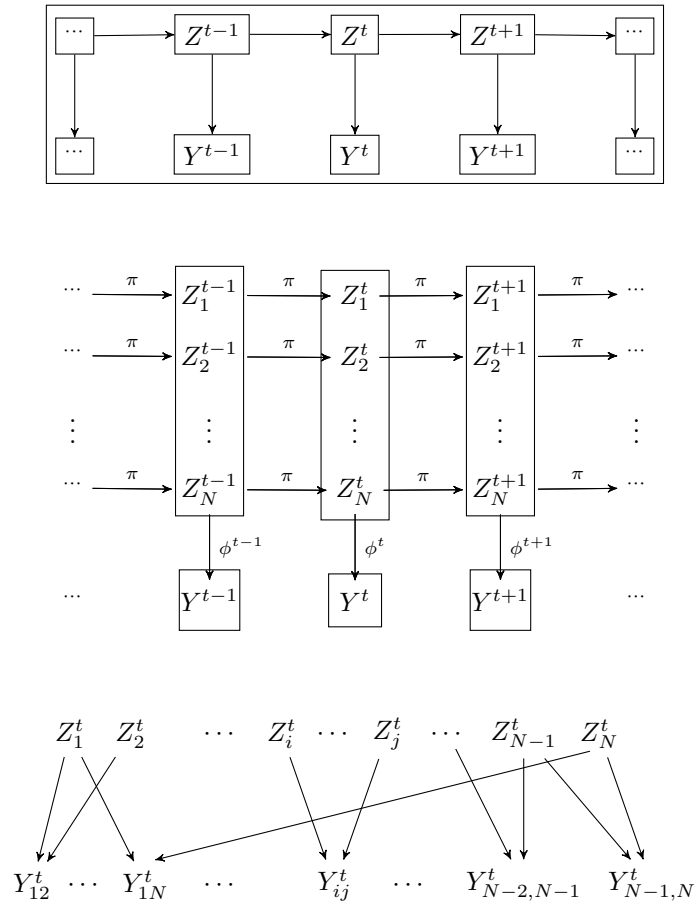 ... Z^{t-1} Z^t Z^{t+1} ...
... Y^{t-1} Y^t Y^{t+1} ...
... π Z_1^{t-1} π Z_1^t π Z_1^{t+1} π ...
... π Z_2^{t-1} π Z_2^t π Z_2^{t+1} π ...
⋮ ⋮ ⋮ ⋮ ⋮
... π Z_N^{t-1} π Z_N^t π Z_N^{t+1} π ...
ϕ^{t-1} ϕ^t ϕ^{t+1}
... Y^{t-1} Y^t Y^{t+1} ...
Z_1^t Z_2^t ... Z_i^t ... Z_j^t ... Z_{N-1}^t Z_N^t
Y_{12}^t ... Y_{1N}^t ... Y_{ij}^t ... Y_{N-2,N-1}^t Y_{N-1,N}^t